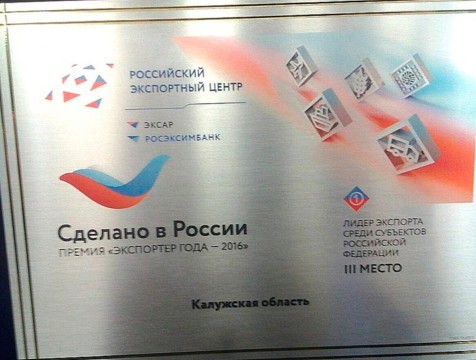 РОССИЙСКИЙ
ЭКСПОРТНЫЙ ЦЕНТР
ЭКСАР
РОСЭКСИМБАНК
Сделано в России
ПРЕМИЯ «ЭКСПОРТЕР ГОДА – 2016»
1
ЛИДЕР ЭКСПОРТА
СРЕДИ СУБЪЕКТОВ
РОССИЙСКОЙ
ФЕДЕРАЦИИ
III МЕСТО
Калужская область